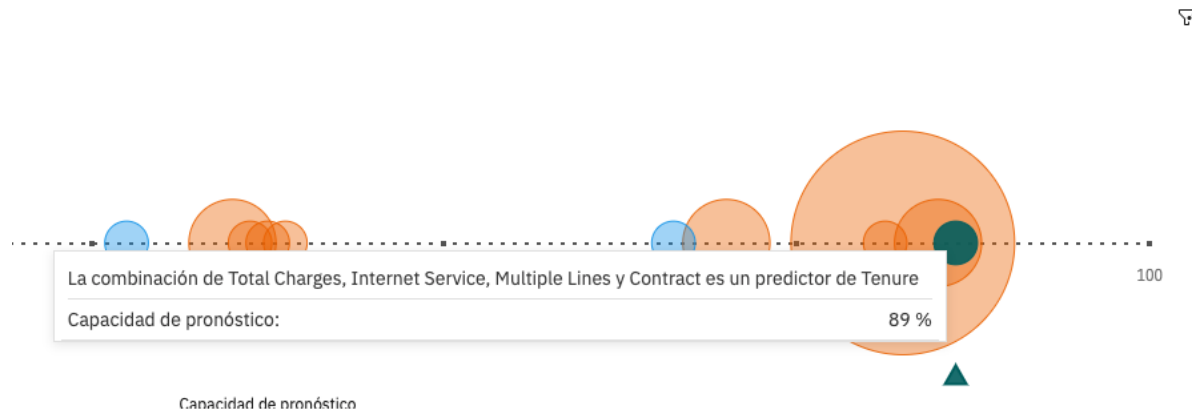 La combinación de Total Charges, Internet Service, Multiple Lines y Contract es un predictor de Tenure
Capacidad de pronóstico: 89 %
100
Capacidad de pronóstico